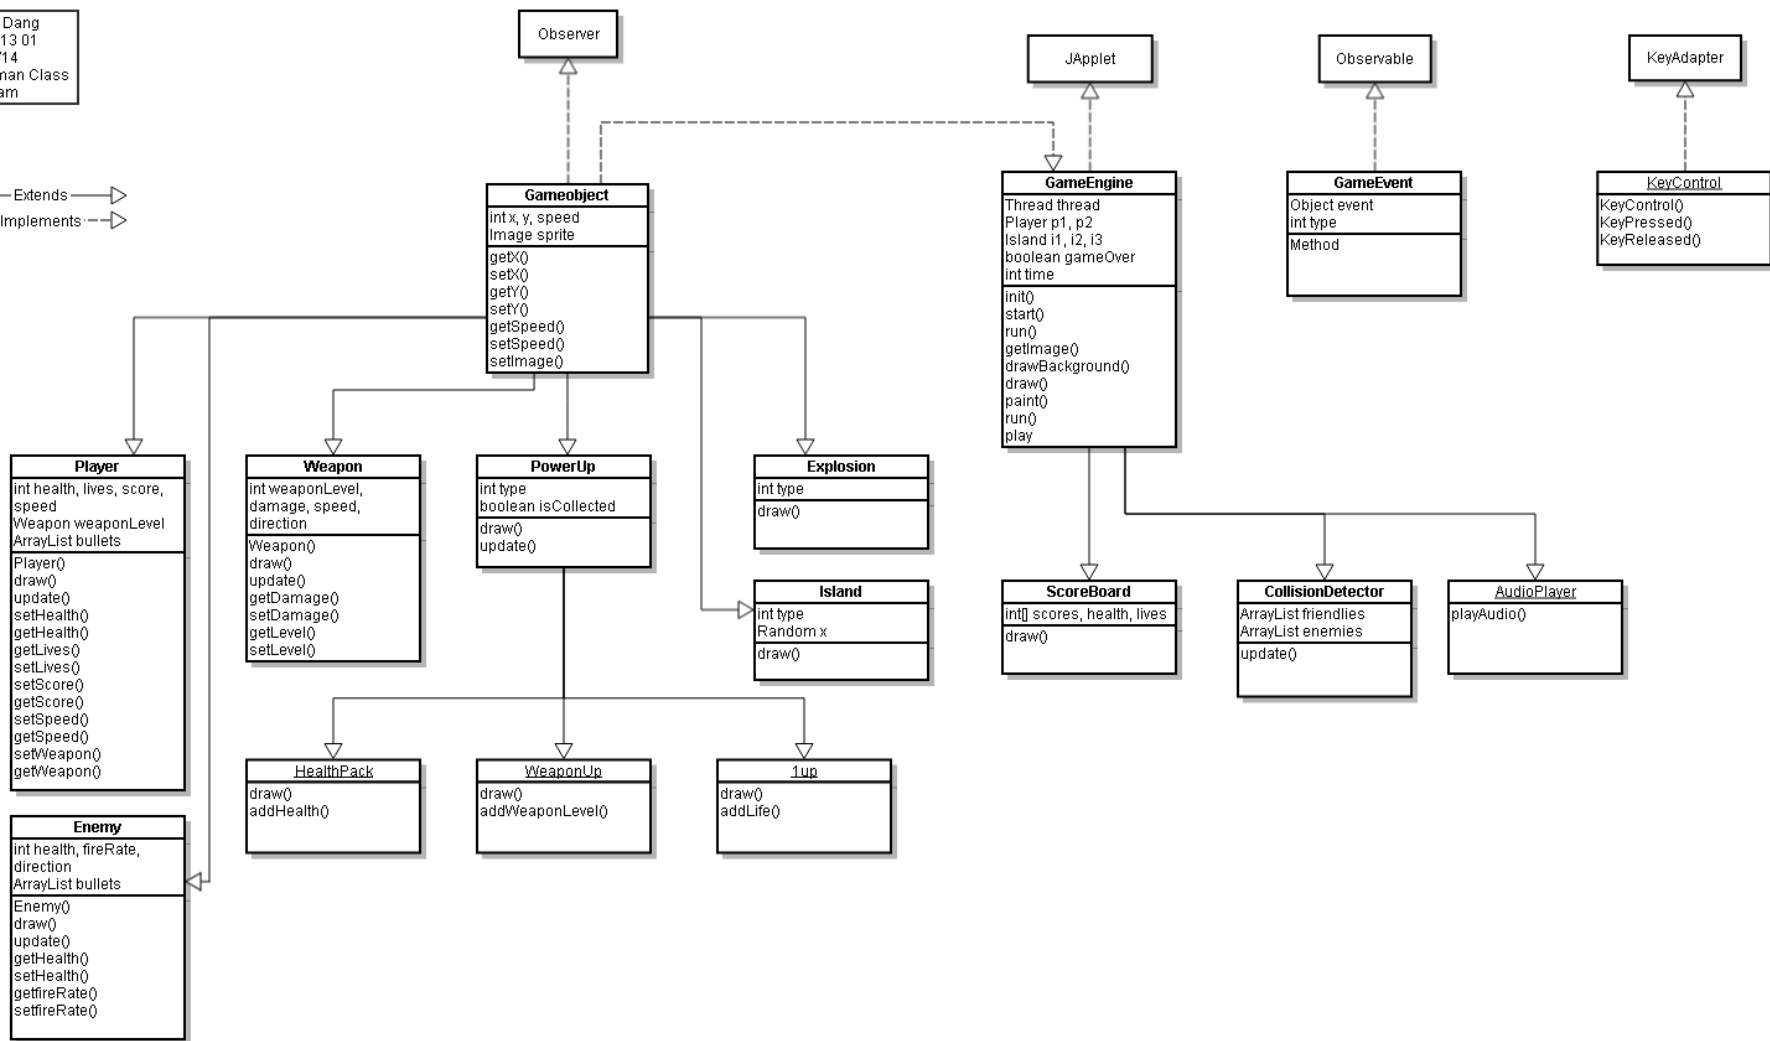 Dang
13 01
/14
man Class
am
Extends
Implements
Observer
JApplet
Observable
KeyAdapter
Gameobject
int x, y, speed
Image sprite
getX()
setX()
getY()
setY()
getSpeed()
setSpeed()
setImage()
GameEngine
Thread thread
Player p1, p2
Island i1, i2, i3
boolean gameOver
int time
init()
start()
run()
getImage()
drawBackground()
draw()
paint()
run()
play
GameEvent
Object event
int type
Method
KeyControl
KeyControl()
KeyPressed()
KeyReleased()
Player
int health, lives, score,
speed
Weapon weaponLevel
ArrayList bullets
Player()
draw()
update()
setHealth()
getHealth()
getLives()
setLives()
setScore()
getScore()
setSpeed()
getSpeed()
setWeapon()
getWeapon()
Weapon
int weaponLevel,
damage, speed,
direction
Weapon()
draw()
update()
getDamage()
setDamage()
getLevel()
setLevel()
PowerUp
int type
boolean isCollected
draw()
update()
Explosion
int type
draw()
Island
int type
Random x
draw()
ScoreBoard
int[] scores, health, lives
draw()
CollisionDetector
ArrayList friendlies
ArrayList enemies
update()
AudioPlayer
playAudio()
HealthPack
draw()
addHealth()
WeaponUp
draw()
addWeaponLevel()
1up
draw()
addLife()
Enemy
int health, fireRate,
direction
ArrayList bullets
Enemy()
draw()
update()
getHealth()
setHealth()
getfireRate()
setfireRate()